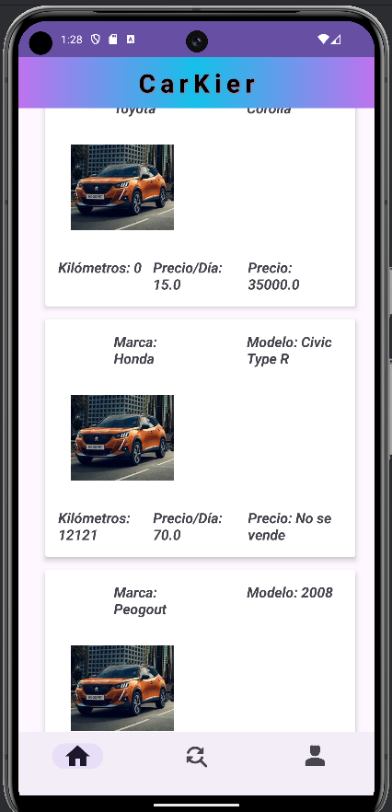 1:28
CarKier
Toyota Corolla
Kilómetros: 0 Precio/Día: Precio:
15.0 35000.0
Marca: Modelo: Civic
Honda Type R
Kilómetros: Precio/Día: Precio: No se
12121 70.0 vende
Marca: Modelo: 2008
Peogout